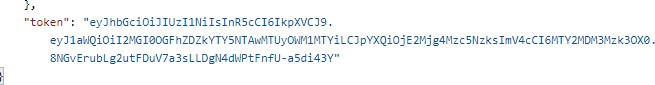 },
"token": "eyJhbGciOiJIUzI1NiIsInR5cCI6IkpXVCJ9.
eyJ1aWQiOiI2MGI0OGFhZDZkYTY5NTAwMTUyOWM1MTYiLCJpYXQiOjE2Mjg4Mzc5NzksImV4cCI6MTY2MDM3Mzk3OX0.
8NGvErubLg2utFDuV7a3sLLDgN4dWPtFnfU-a5di43Y"
}